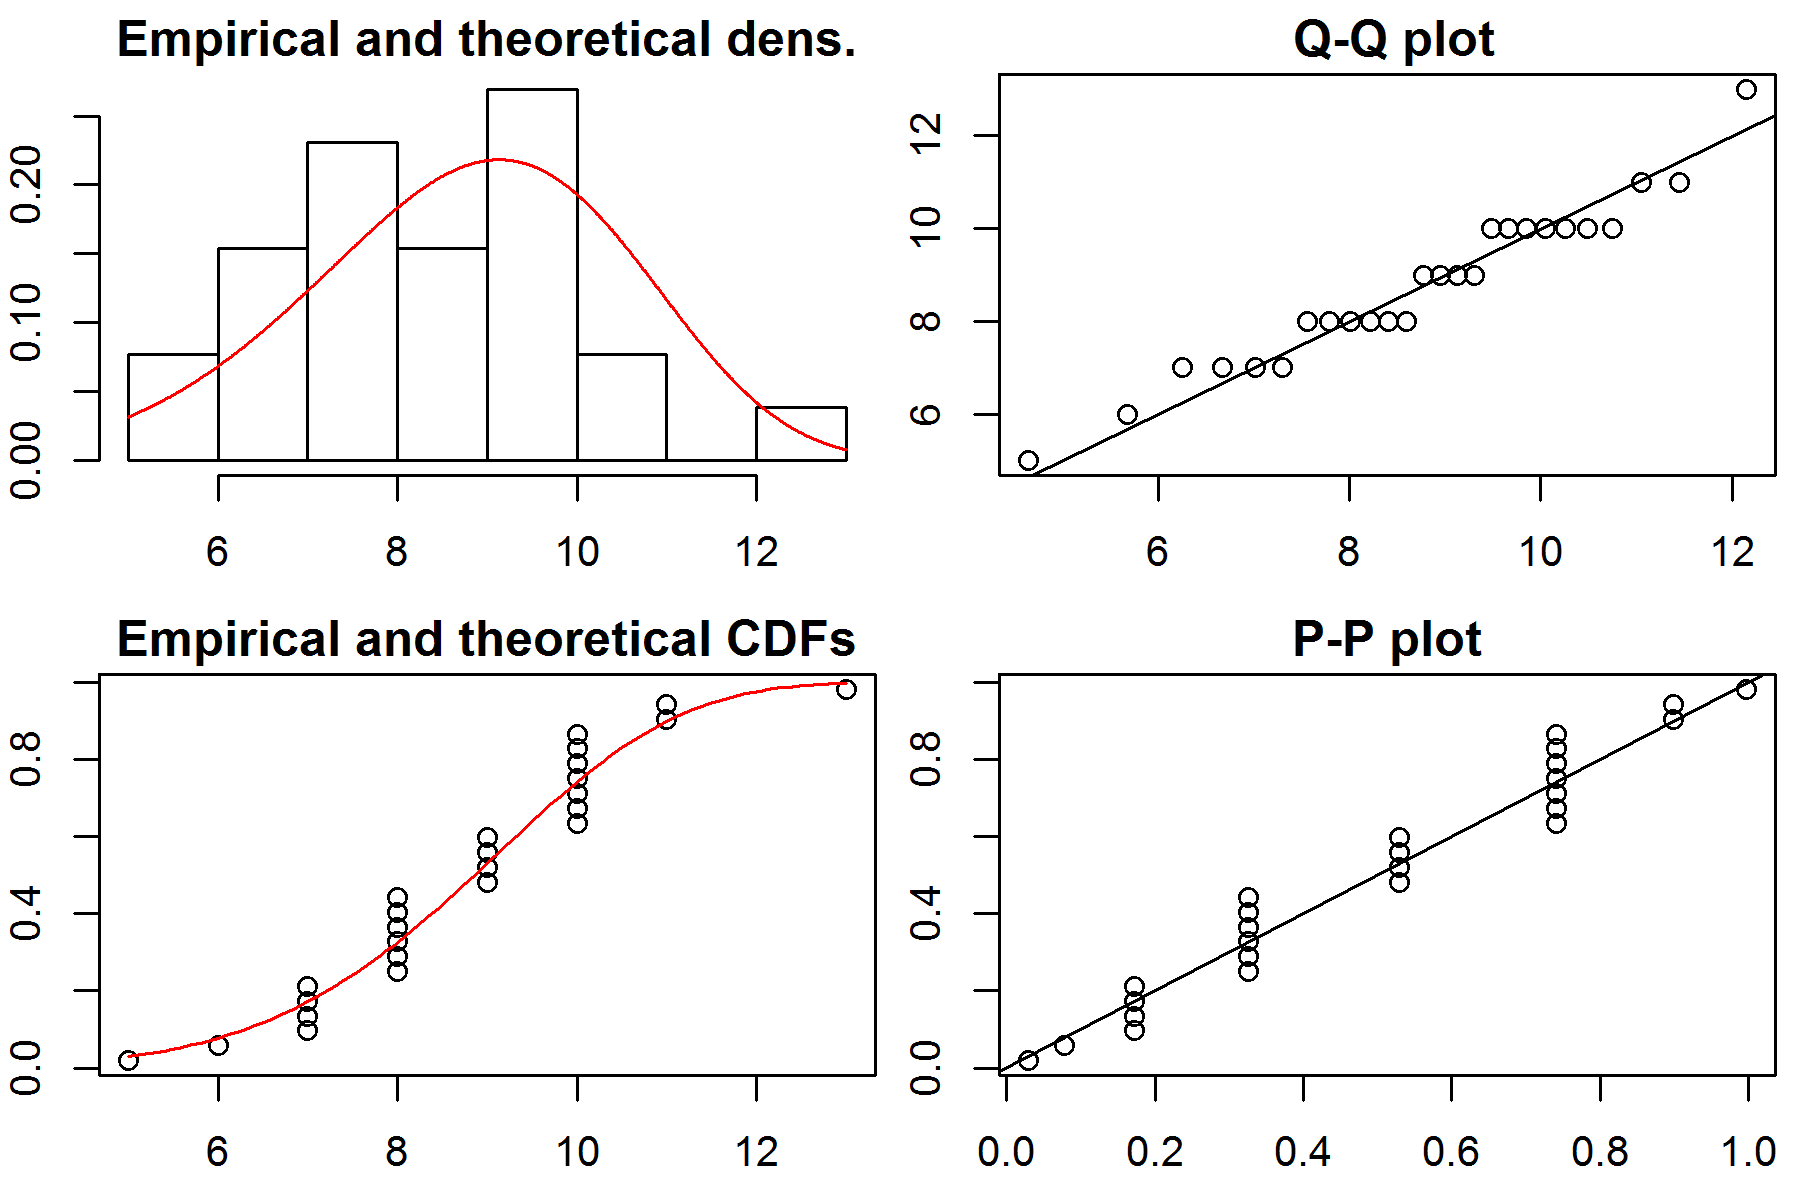 Empirical and theoretical dens.
0.00 0.10 0.20
6 8 10 12
Q-Q plot
6 8 10 12
6 8 10 12
Empirical and theoretical CDFs
0.0 0.4 0.8
6 8 10 12
P-P plot
0.0 0.4 0.8
0.0 0.2 0.4 0.6 0.8 1.0